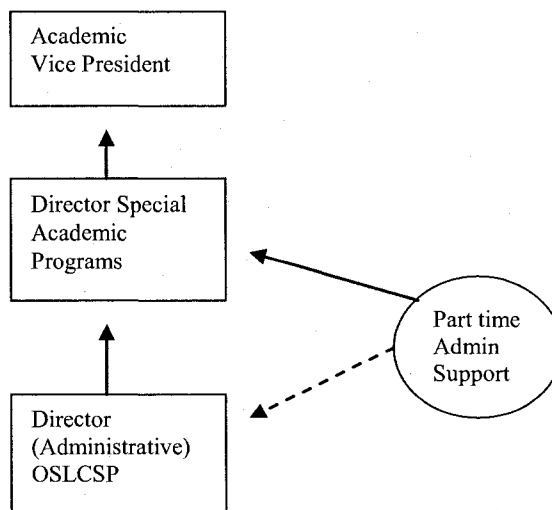 Academic
Vice President
Director Special
Academic
Programs
Part time
Admin
Support
Director
(Administrative)
OSLCSP